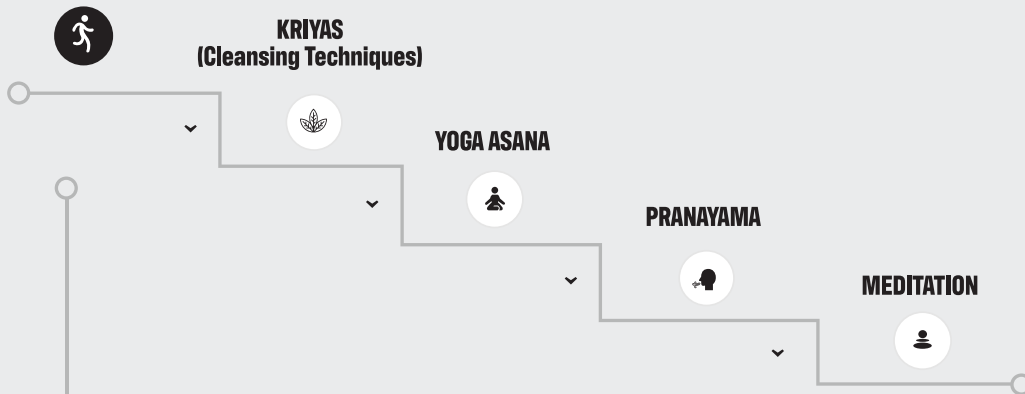 KRIYAS
(Cleansing Techniques)
YOGA ASANA
PRANAYAMA
MEDITATION